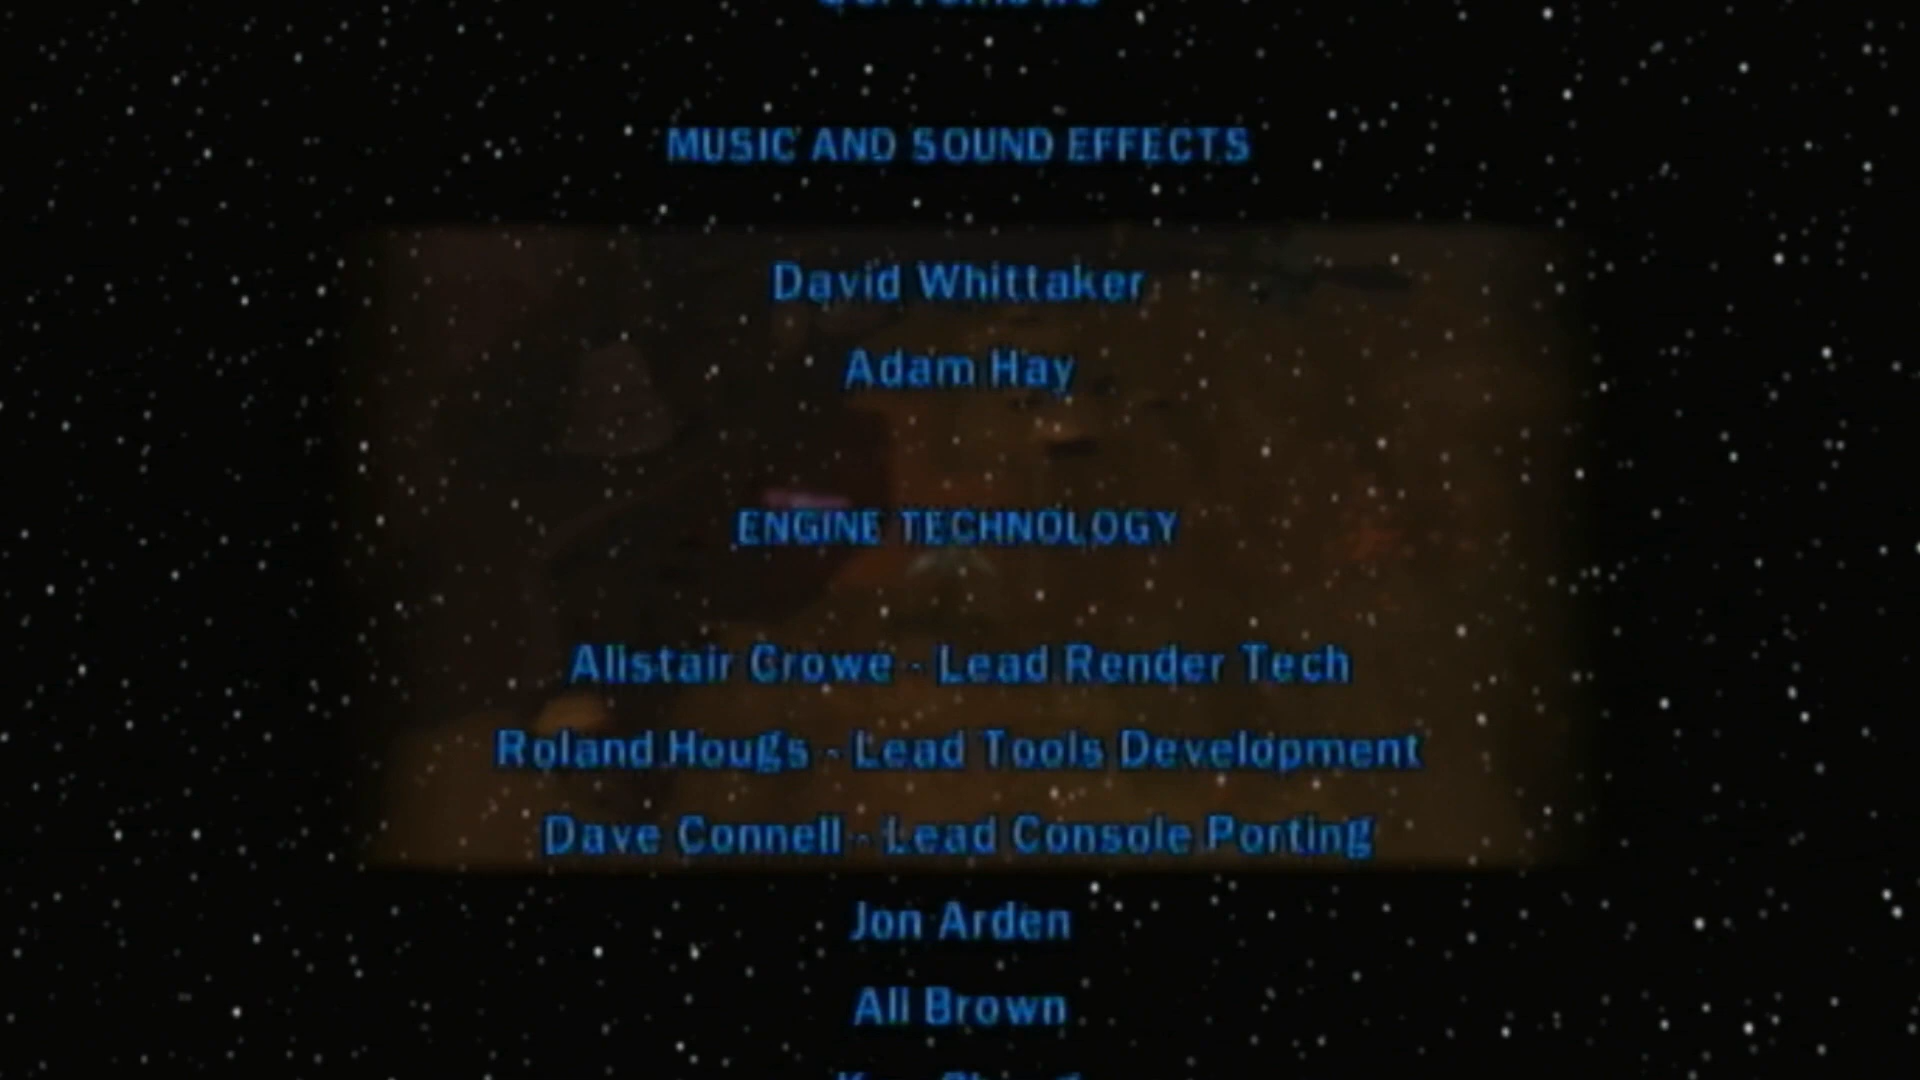 MUSIC AND SOUND EFFECTS
David Whittaker
Adam Hay
ENGINE TECHNOLOGY
Alistair Crowe - Lead Render Tech
Roland Hougs - Lead Tools Development
Dave Connell - Lead Console Porting
Jon Arden
Ali Brown